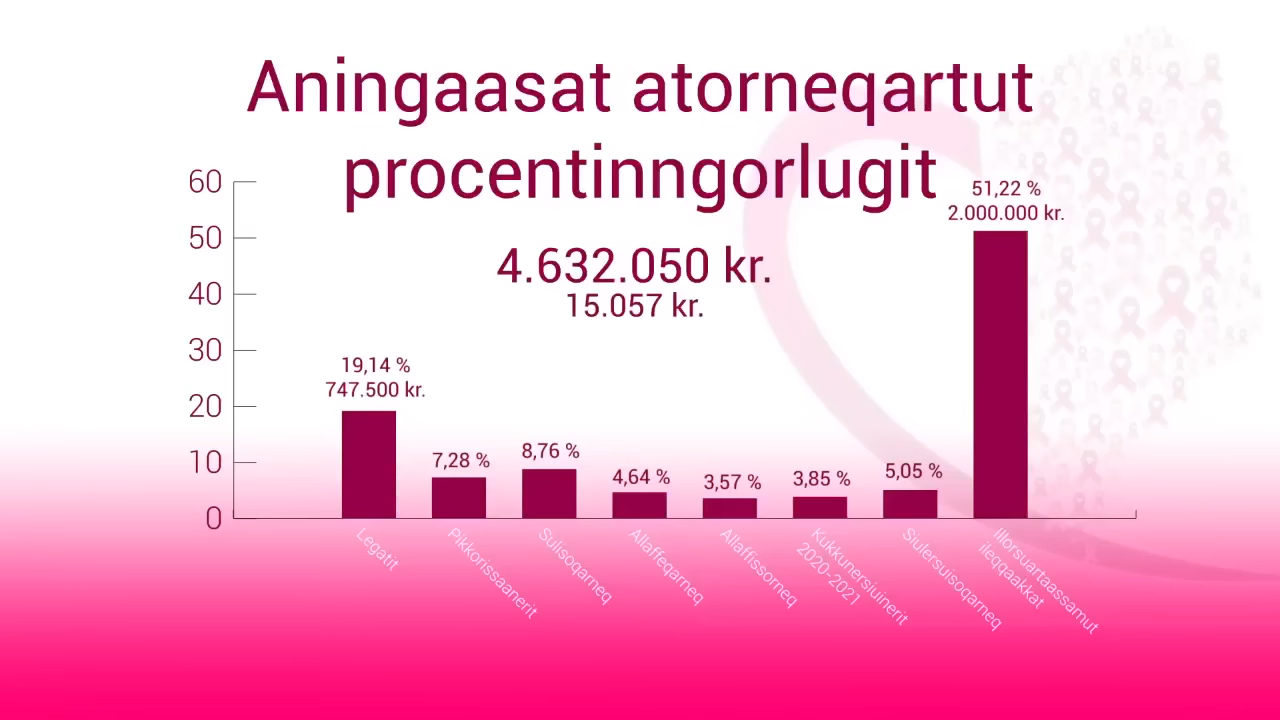 Aningaasat atorneqartut
procentinngorlugit
4.632.050 kr.
15.057 kr.
60
50
40
30
20
10
0
19,14 %
747.500 kr.
7,28 %
8,76 %
4,64 %
3,57 %
3,85 %
5,05 %
51,22 %
2.000.000 kr.
Legatit
Pikkorissaanerit
Sulisoqarneq
Allaffeqarneq
Allaffissorneq
Kukkunersiuinerit
2020-2021
Siulersuisoqarneq
Illorsuartaassamut
ileqqaakkat